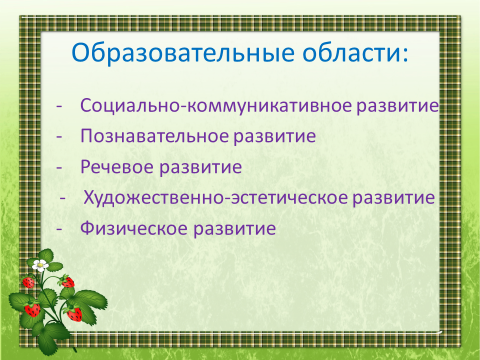 Образовательные области:
- Социально-коммуникативное развитие
- Познавательное развитие
- Речевое развитие
- Художественно-эстетическое развитие
- Физическое развитие